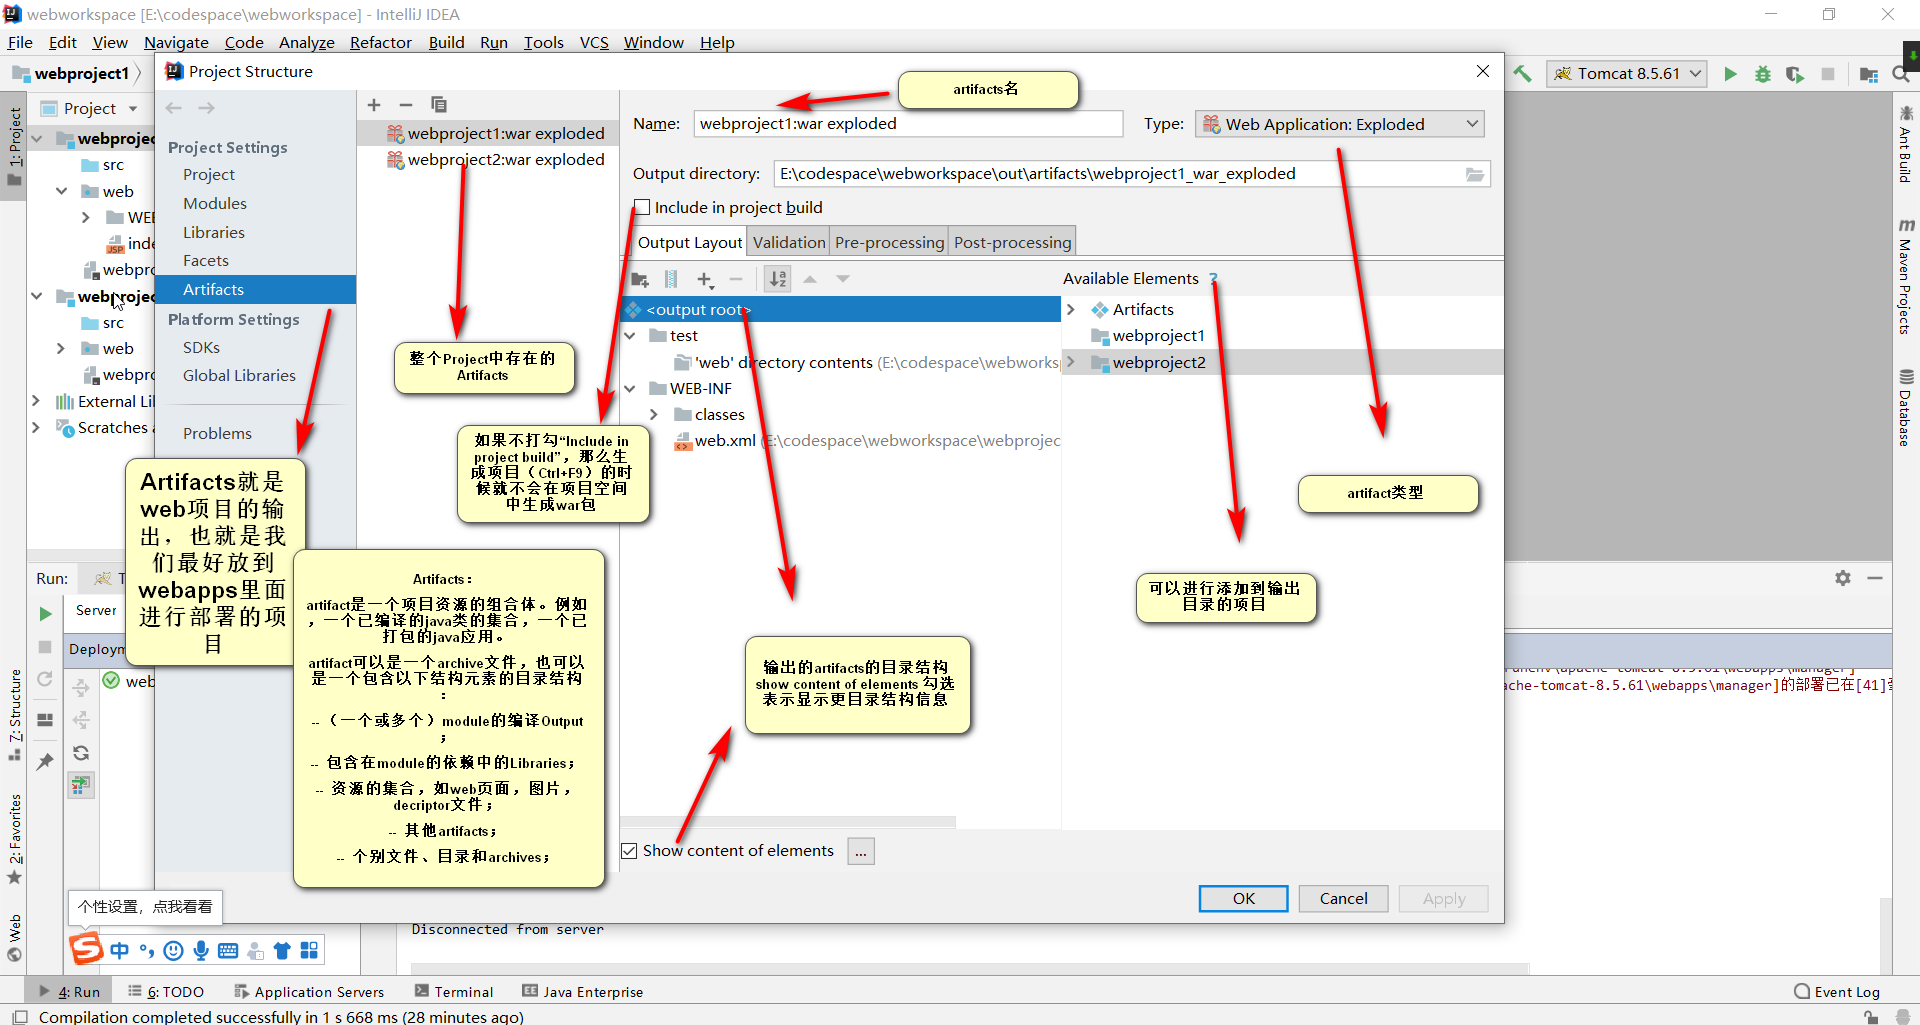 webworkspace [E:\codespace\webworkspace] - IntelliJ IDEA
File Edit View Navigate Code Analyze Refactor Build Run Tools VCS Window Help
webproject1
Project Structure
Tomcat 8.5.61
Project
1: Project
webprojec
src
web
WEB
inde
webpro
webprojec
src
web
webpro
External Lib
Scratches a
Project Settings
Project
Modules
Libraries
Facets
Artifacts
Platform Settings
SDKs
Global Libraries
Problems
webproject1:war exploded
webproject2:war exploded
artifacts名
Name: webproject1:war exploded
Type: Web Application: Exploded
Output directory: E:\codespace\webworkspace\out\artifacts\webproject1_war_exploded
Include in project build
Output Layout Validation Pre-processing Post-processing
Available Elements ?
<output root>
test
'web' directory contents (E:\codespace\webworksp
WEB-INF
classes
web.xml (E:\codespace\webworkspace\webprojec
Artifacts
webproject1
webproject2
整个Project中存在的
Artifacts
如果不打勾“Include in
project build”，那么生
成项目（Ctrl+F9）的时
候就不会在项目空间
中生成war包
Artifacts就是
web项目的输
出，也就是我
们最好放到
webapps里面
进行部署的项
目
Artifacts：
artifact是一个项目资源的组合体。例如
，一个已编译的java类的集合，一个已
打包的java应用。
artifact可以是一个archive文件，也可以
是一个包含以下结构元素的目录结构
：
--（一个或多个）module的编译Output
；
-- 包含在module的依赖中的Libraries；
-- 资源的集合，如web页面，图片，
decriptor文件；
-- 其他artifacts；
-- 个别文件、目录和archives；
输出的artifacts的目录结构
show content of elements 勾选
表示显示更目录结构信息
可以进行添加到输出
目录的项目
artifact类型
Show content of elements ...
OK Cancel Apply
Ant Build
Maven Projects
Database
Run: T
Server
Deploym
web
\apache-tomcat-8.5.61\webapps\manager]
che-tomcat-8.5.61\webapps\manager]的部署已在[41]
Disconnected from server
Z: Structure
2: Favorites
Web
个性设置，点我看看
中
4: Run 6: TODO Application Servers Terminal Java Enterprise Event Log
Compilation completed successfully in 1 s 668 ms (28 minutes ago)